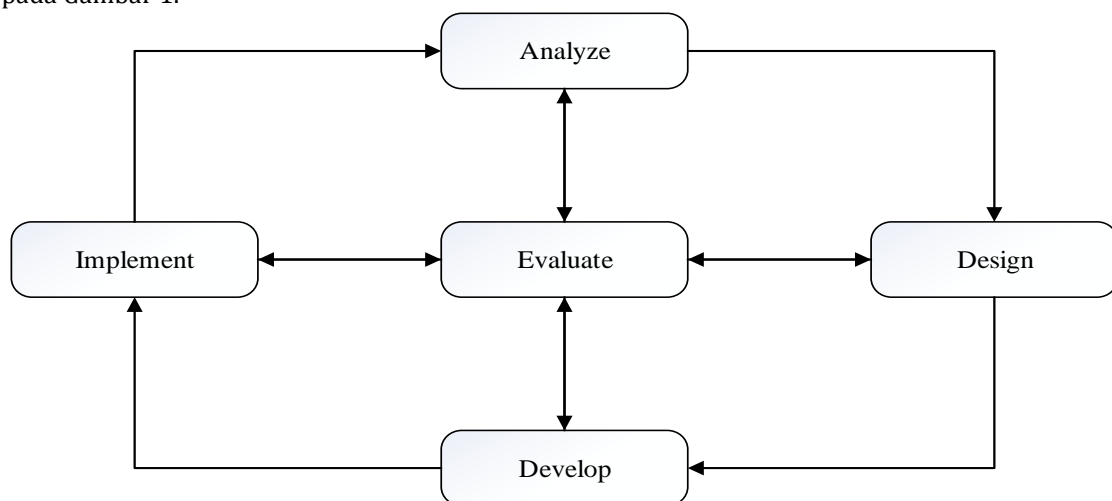 pada Gambar 1.
Analyze
Implement
Evaluate
Design
Develop